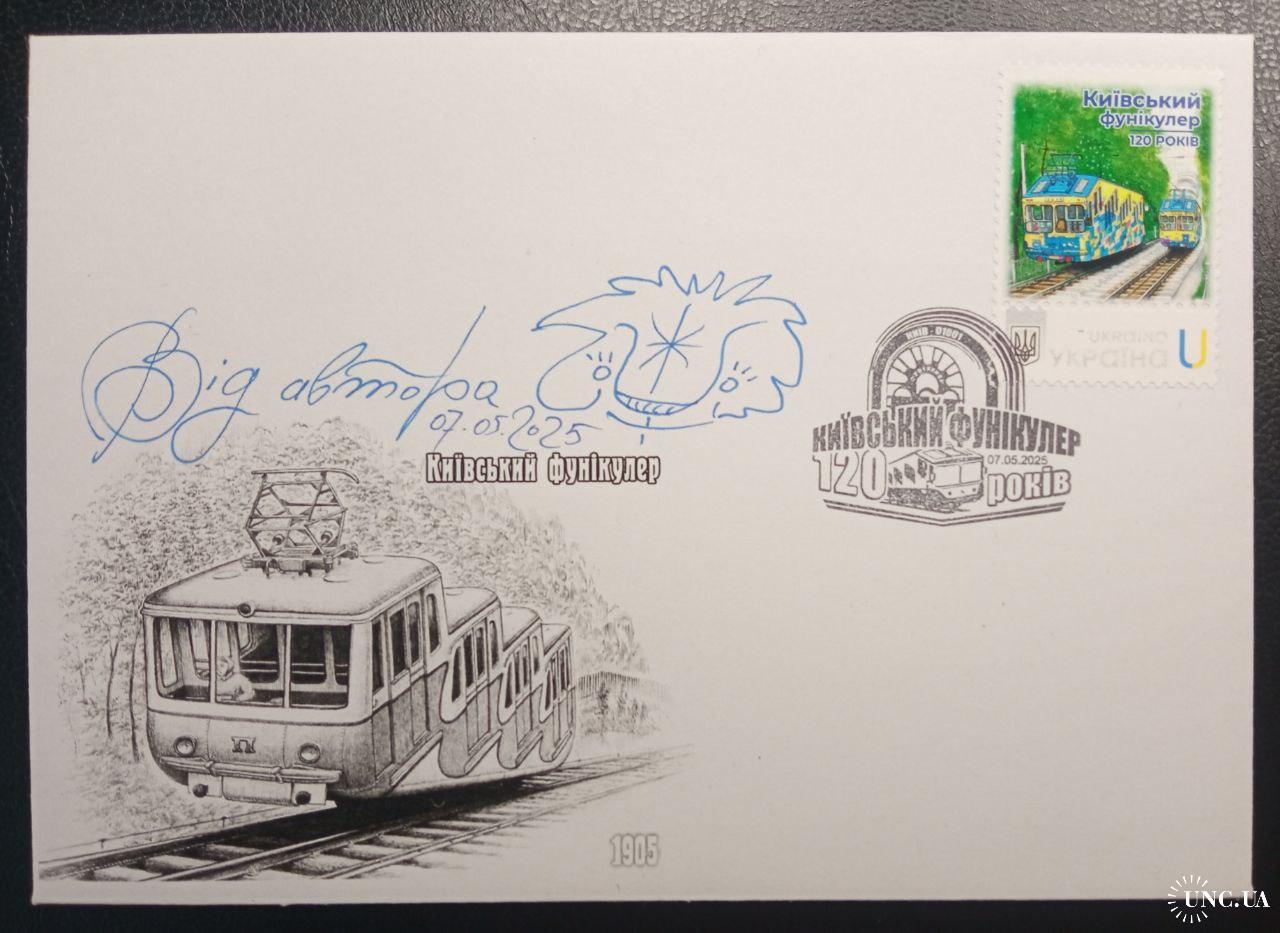 Київський
фунікулер
120 РОКІВ
UKRAINA
УКРАЇНА
U
КИЇВ - 01001
КИЇВСЬКИЙ ФУНІКУЛЕР
07.05.2025
120 років
Від автора
07.05.2025
Київський фунікулер
П
1905
UNC.UA